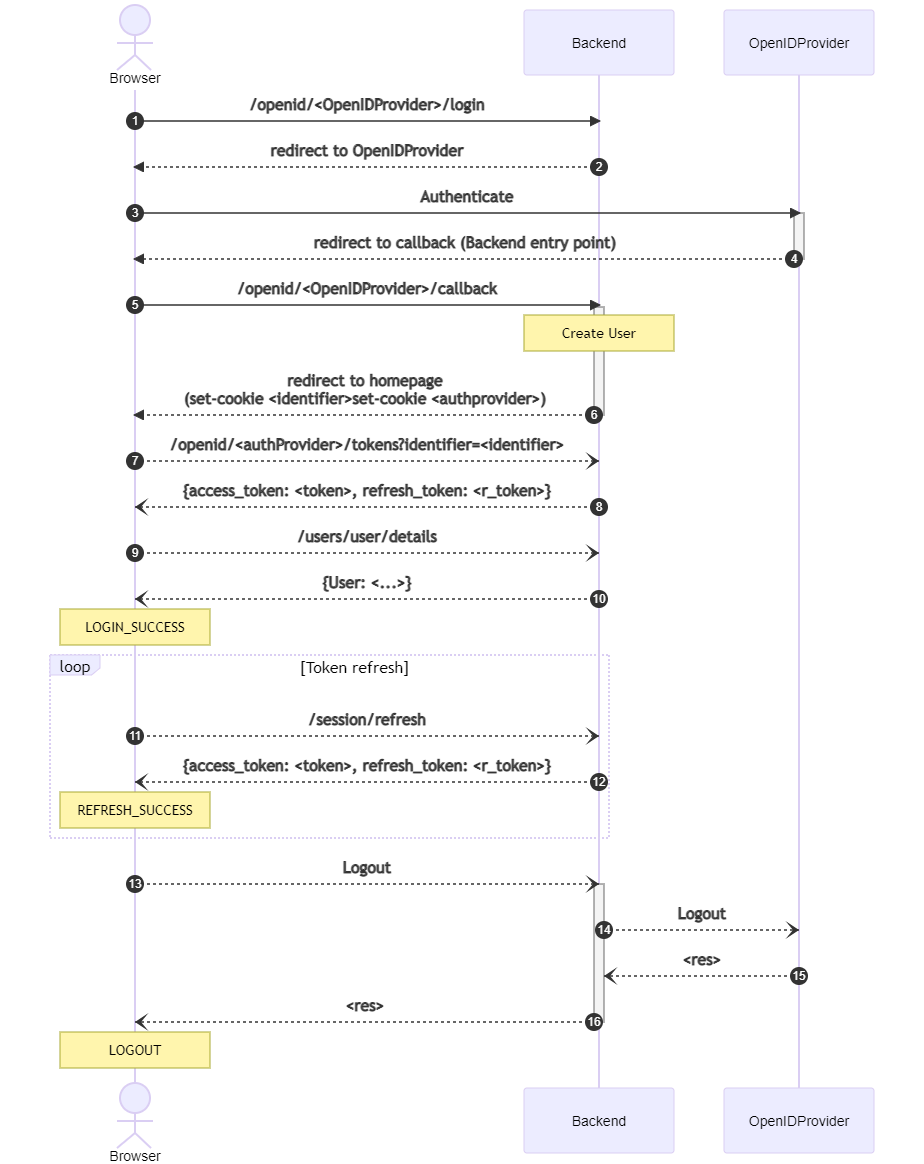 Browser
Backend
OpenIDProvider
/openid/<OpenIDProvider>/login
1
redirect to OpenIDProvider
2
Authenticate
3
redirect to callback (Backend entry point)
4
/openid/<OpenIDProvider>/callback
5
Create User
redirect to homepage
(set-cookie <identifier>set-cookie <authprovider>)
6
/openid/<authProvider>/tokens?identifier=<identifier>
7
{access_token: <token>, refresh_token: <r_token>}
8
/users/user/details
9
{User: <...>}
10
LOGIN_SUCCESS
loop
[Token refresh]
/session/refresh
11
{access_token: <token>, refresh_token: <r_token>}
12
REFRESH_SUCCESS
Logout
13
Logout
14
<res>
15
<res>
16
LOGOUT
Browser
Backend
OpenIDProvider